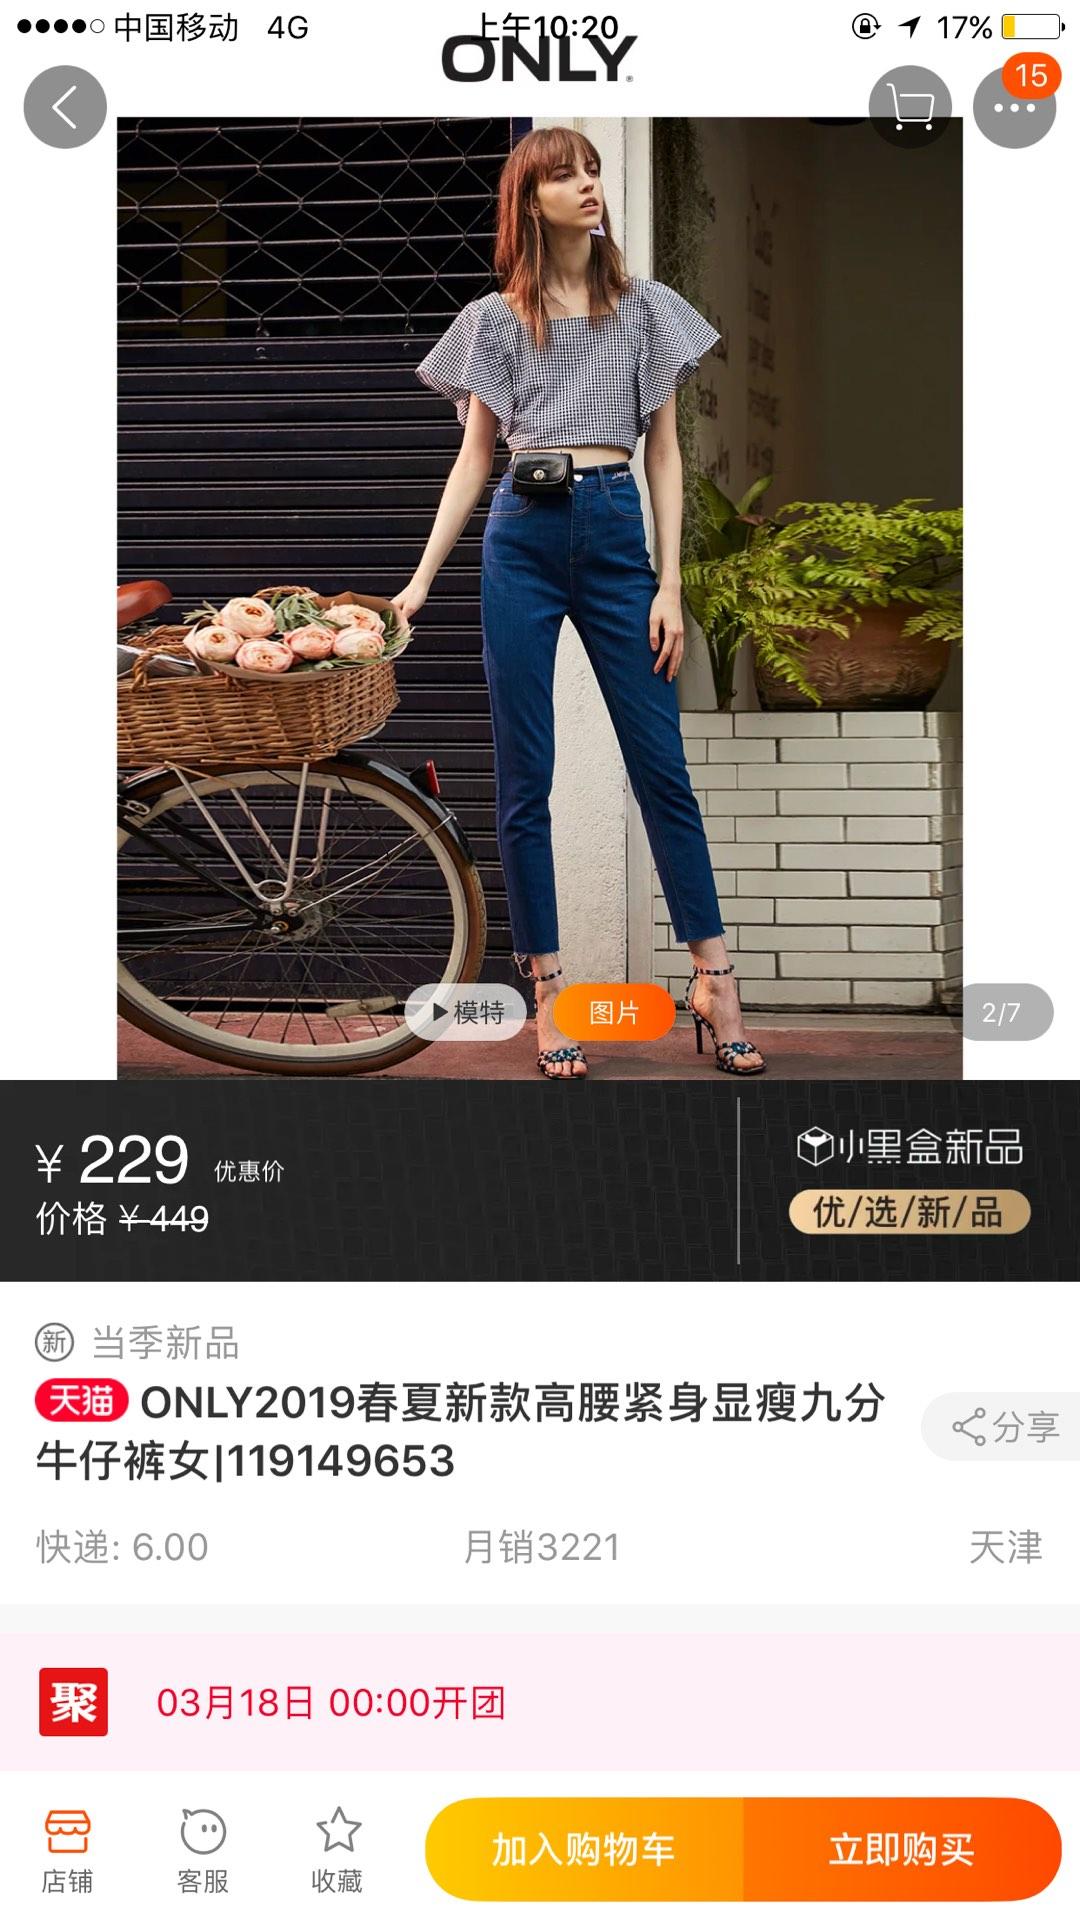 中国移动 4G 上午10:20 17%
ONLY
15
模特 图片 2/7
¥ 229 优惠价
价格 ¥ 449
小黑盒新品
优/选/新/品
新 当季新品
天猫 ONLY2019春夏新款高腰紧身显瘦九分
牛仔裤女|119149653
分享
快递: 6.00 月销3221 天津
聚 03月18日 00:00开团
店铺 客服 收藏 加入购物车 立即购买